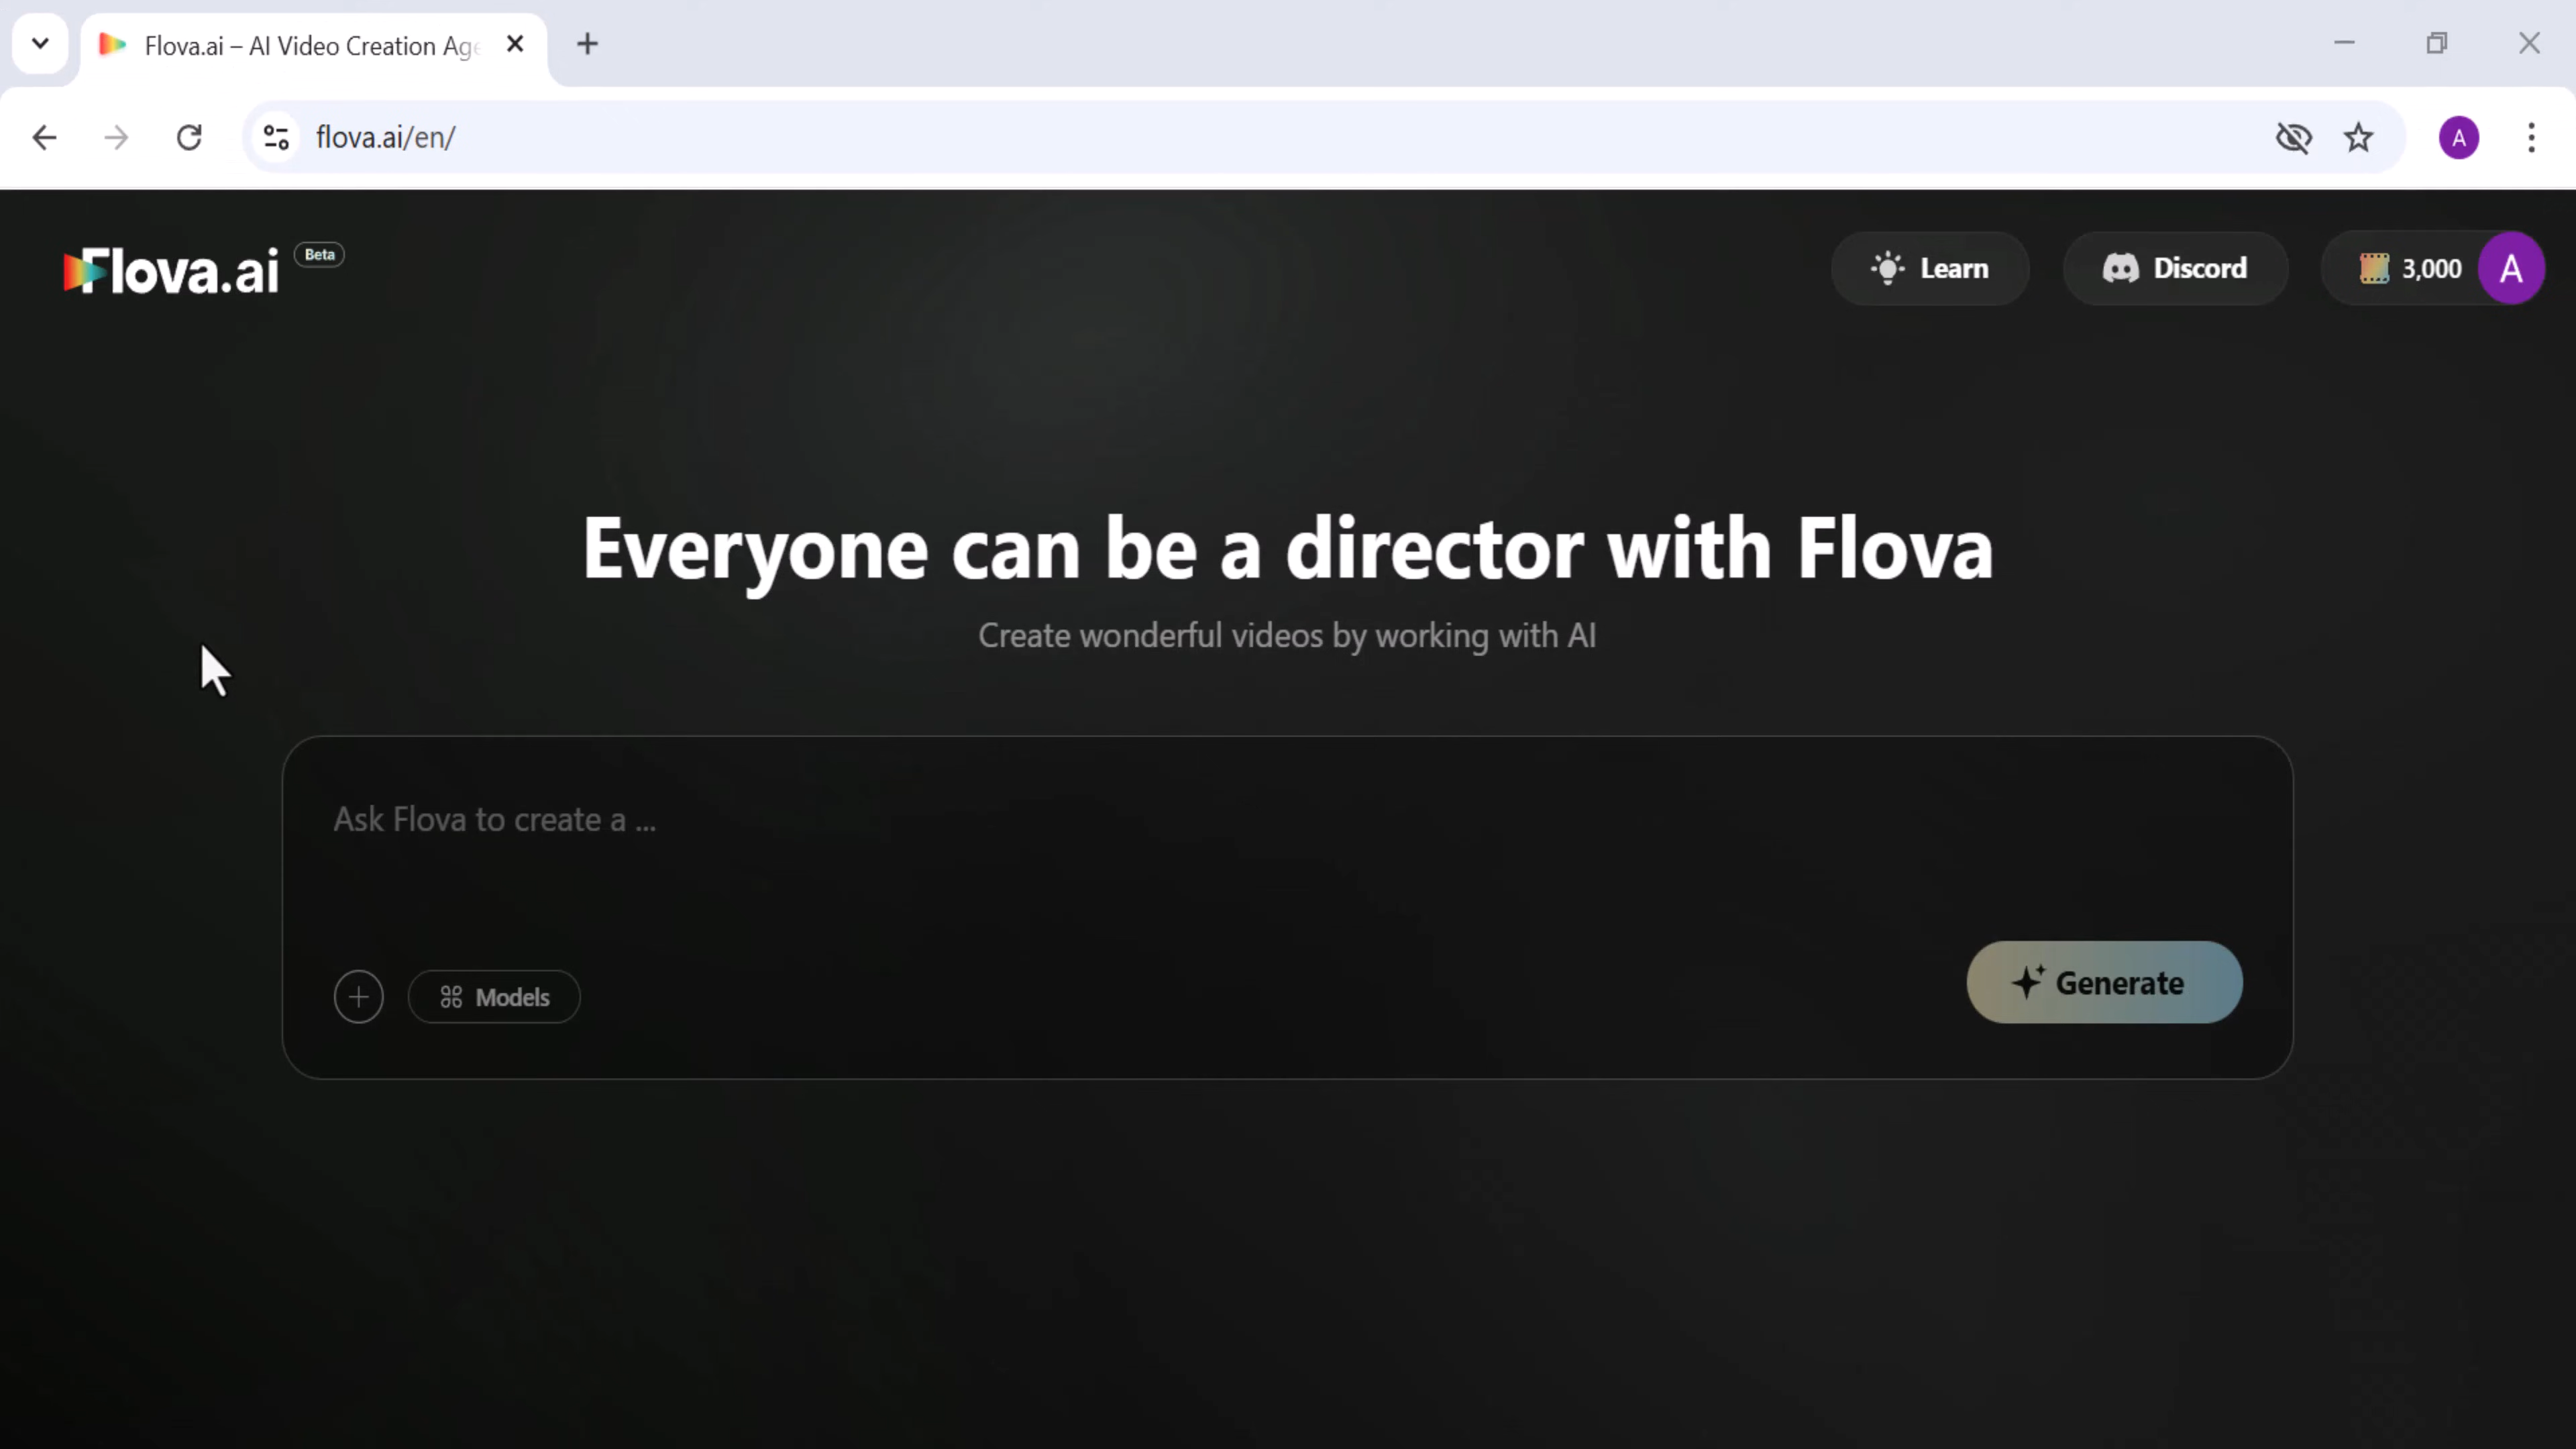 Flova.ai – AI Video Creation Age
flova.ai/en/
A
Flova.ai
Beta
Learn
Discord
3,000
A
Everyone can be a director with Flova
Create wonderful videos by working with AI
Ask Flova to create a ...
Models
Generate